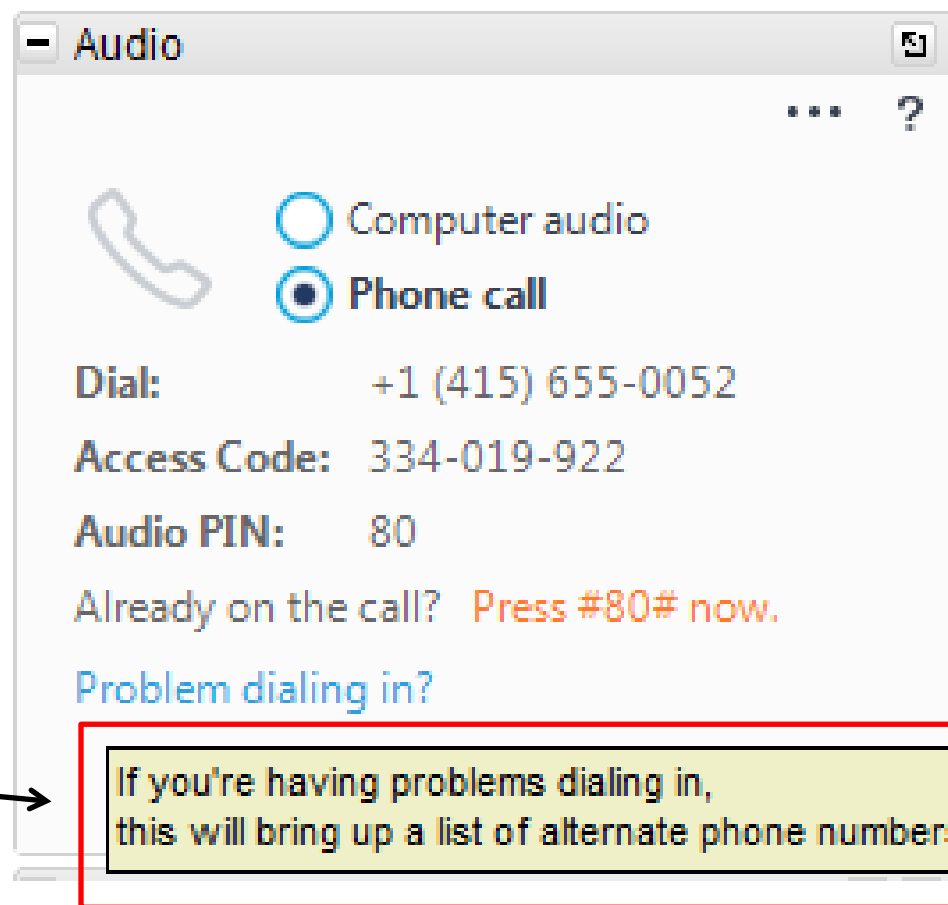 Audio
... ?
Computer audio
Phone call
Dial: +1 (415) 655-0052
Access Code: 334-019-922
Audio PIN: 80
Already on the call? Press #80# now.
Problem dialing in?
If you're having problems dialing in,
this will bring up a list of alternate phone numbers